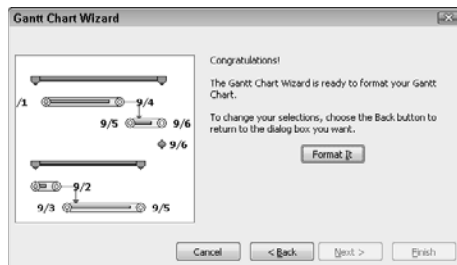 Gantt Chart Wizard
Congratulations!
The Gantt Chart Wizard is ready to format your Gantt
Chart.
To change your selections, choose the Back button to
return to the dialog box you want.
Format It
/1
9/4
9/5
9/6
9/6
9/2
9/3
9/5
Cancel
< Back
Next >
Finish